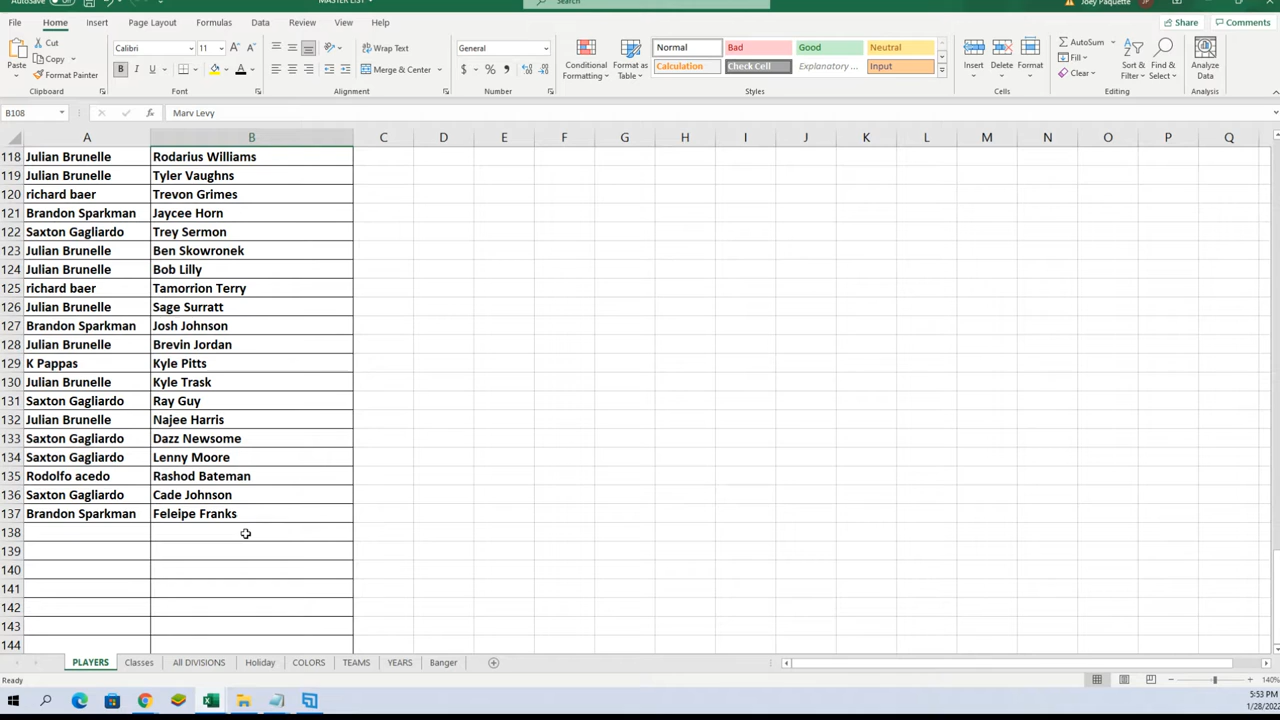 AutoSave Off MASTER LIST Search Joey Paquette JP
File Home Insert Page Layout Formulas Data Review View Help Share Comments
Paste Cut Copy Format Painter Clipboard
Calibri 11 A A B I U A Font
Wrap Text Merge & Center Alignment
General $ % , Number
Conditional Formatting Format as Table
Normal Bad Good Neutral
Calculation Check Cell Explanatory ... Input Styles
Insert Delete Format Cells
AutoSum Fill Clear Sort & Filter Find & Select Editing
Analyze Data Analysis
B108 fx Marv Levy
A B C D E F G H I J K L M N O P Q
118 Julian Brunelle Rodarius Williams
119 Julian Brunelle Tyler Vaughns
120 richard baer Trevon Grimes
121 Brandon Sparkman Jaycee Horn
122 Saxton Gagliardo Trey Sermon
123 Julian Brunelle Ben Skowronek
124 Julian Brunelle Bob Lilly
125 richard baer Tamorrion Terry
126 Julian Brunelle Sage Surratt
127 Brandon Sparkman Josh Johnson
128 Julian Brunelle Brevin Jordan
129 K Pappas Kyle Pitts
130 Julian Brunelle Kyle Trask
131 Saxton Gagliardo Ray Guy
132 Julian Brunelle Najee Harris
133 Saxton Gagliardo Dazz Newsome
134 Saxton Gagliardo Lenny Moore
135 Rodolfo acedo Rashod Bateman
136 Saxton Gagliardo Cade Johnson
137 Brandon Sparkman Feleipe Franks
138
139
140
141
142
143
144
PLAYERS Classes All DIVISIONS Holiday COLORS TEAMS YEARS Banger
Ready 140%
5:53 PM
1/28/2022